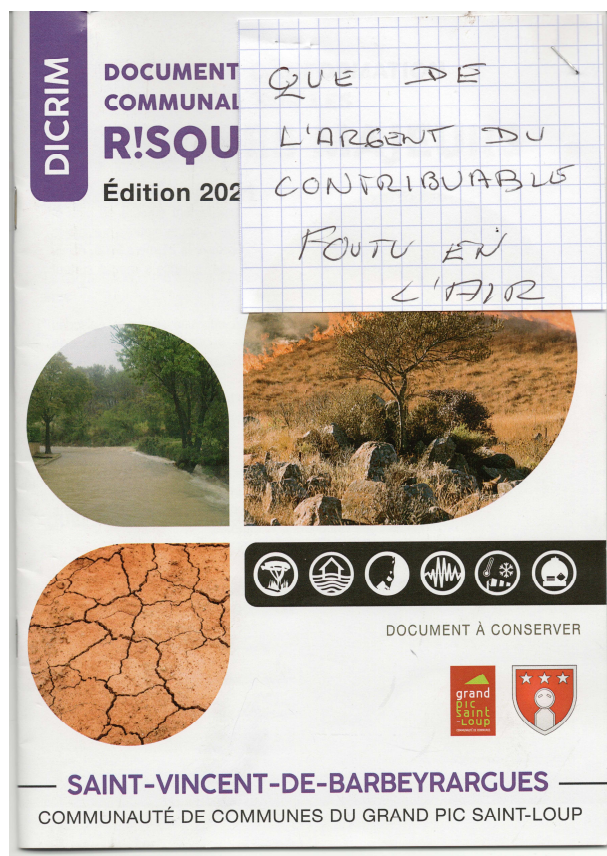 DICRIM
DOCUMENT
COMMUNAL
R!SQU
Édition 202
QUE DE
L'ARGENT DU
CONTRIBUABLE
FOUTU EN
L'AIR
DOCUMENT À CONSERVER
grand
pic
saint
-loup
SAINT-VINCENT-DE-BARBEYRARGUES
COMMUNAUTÉ DE COMMUNES DU GRAND PIC SAINT-LOUP